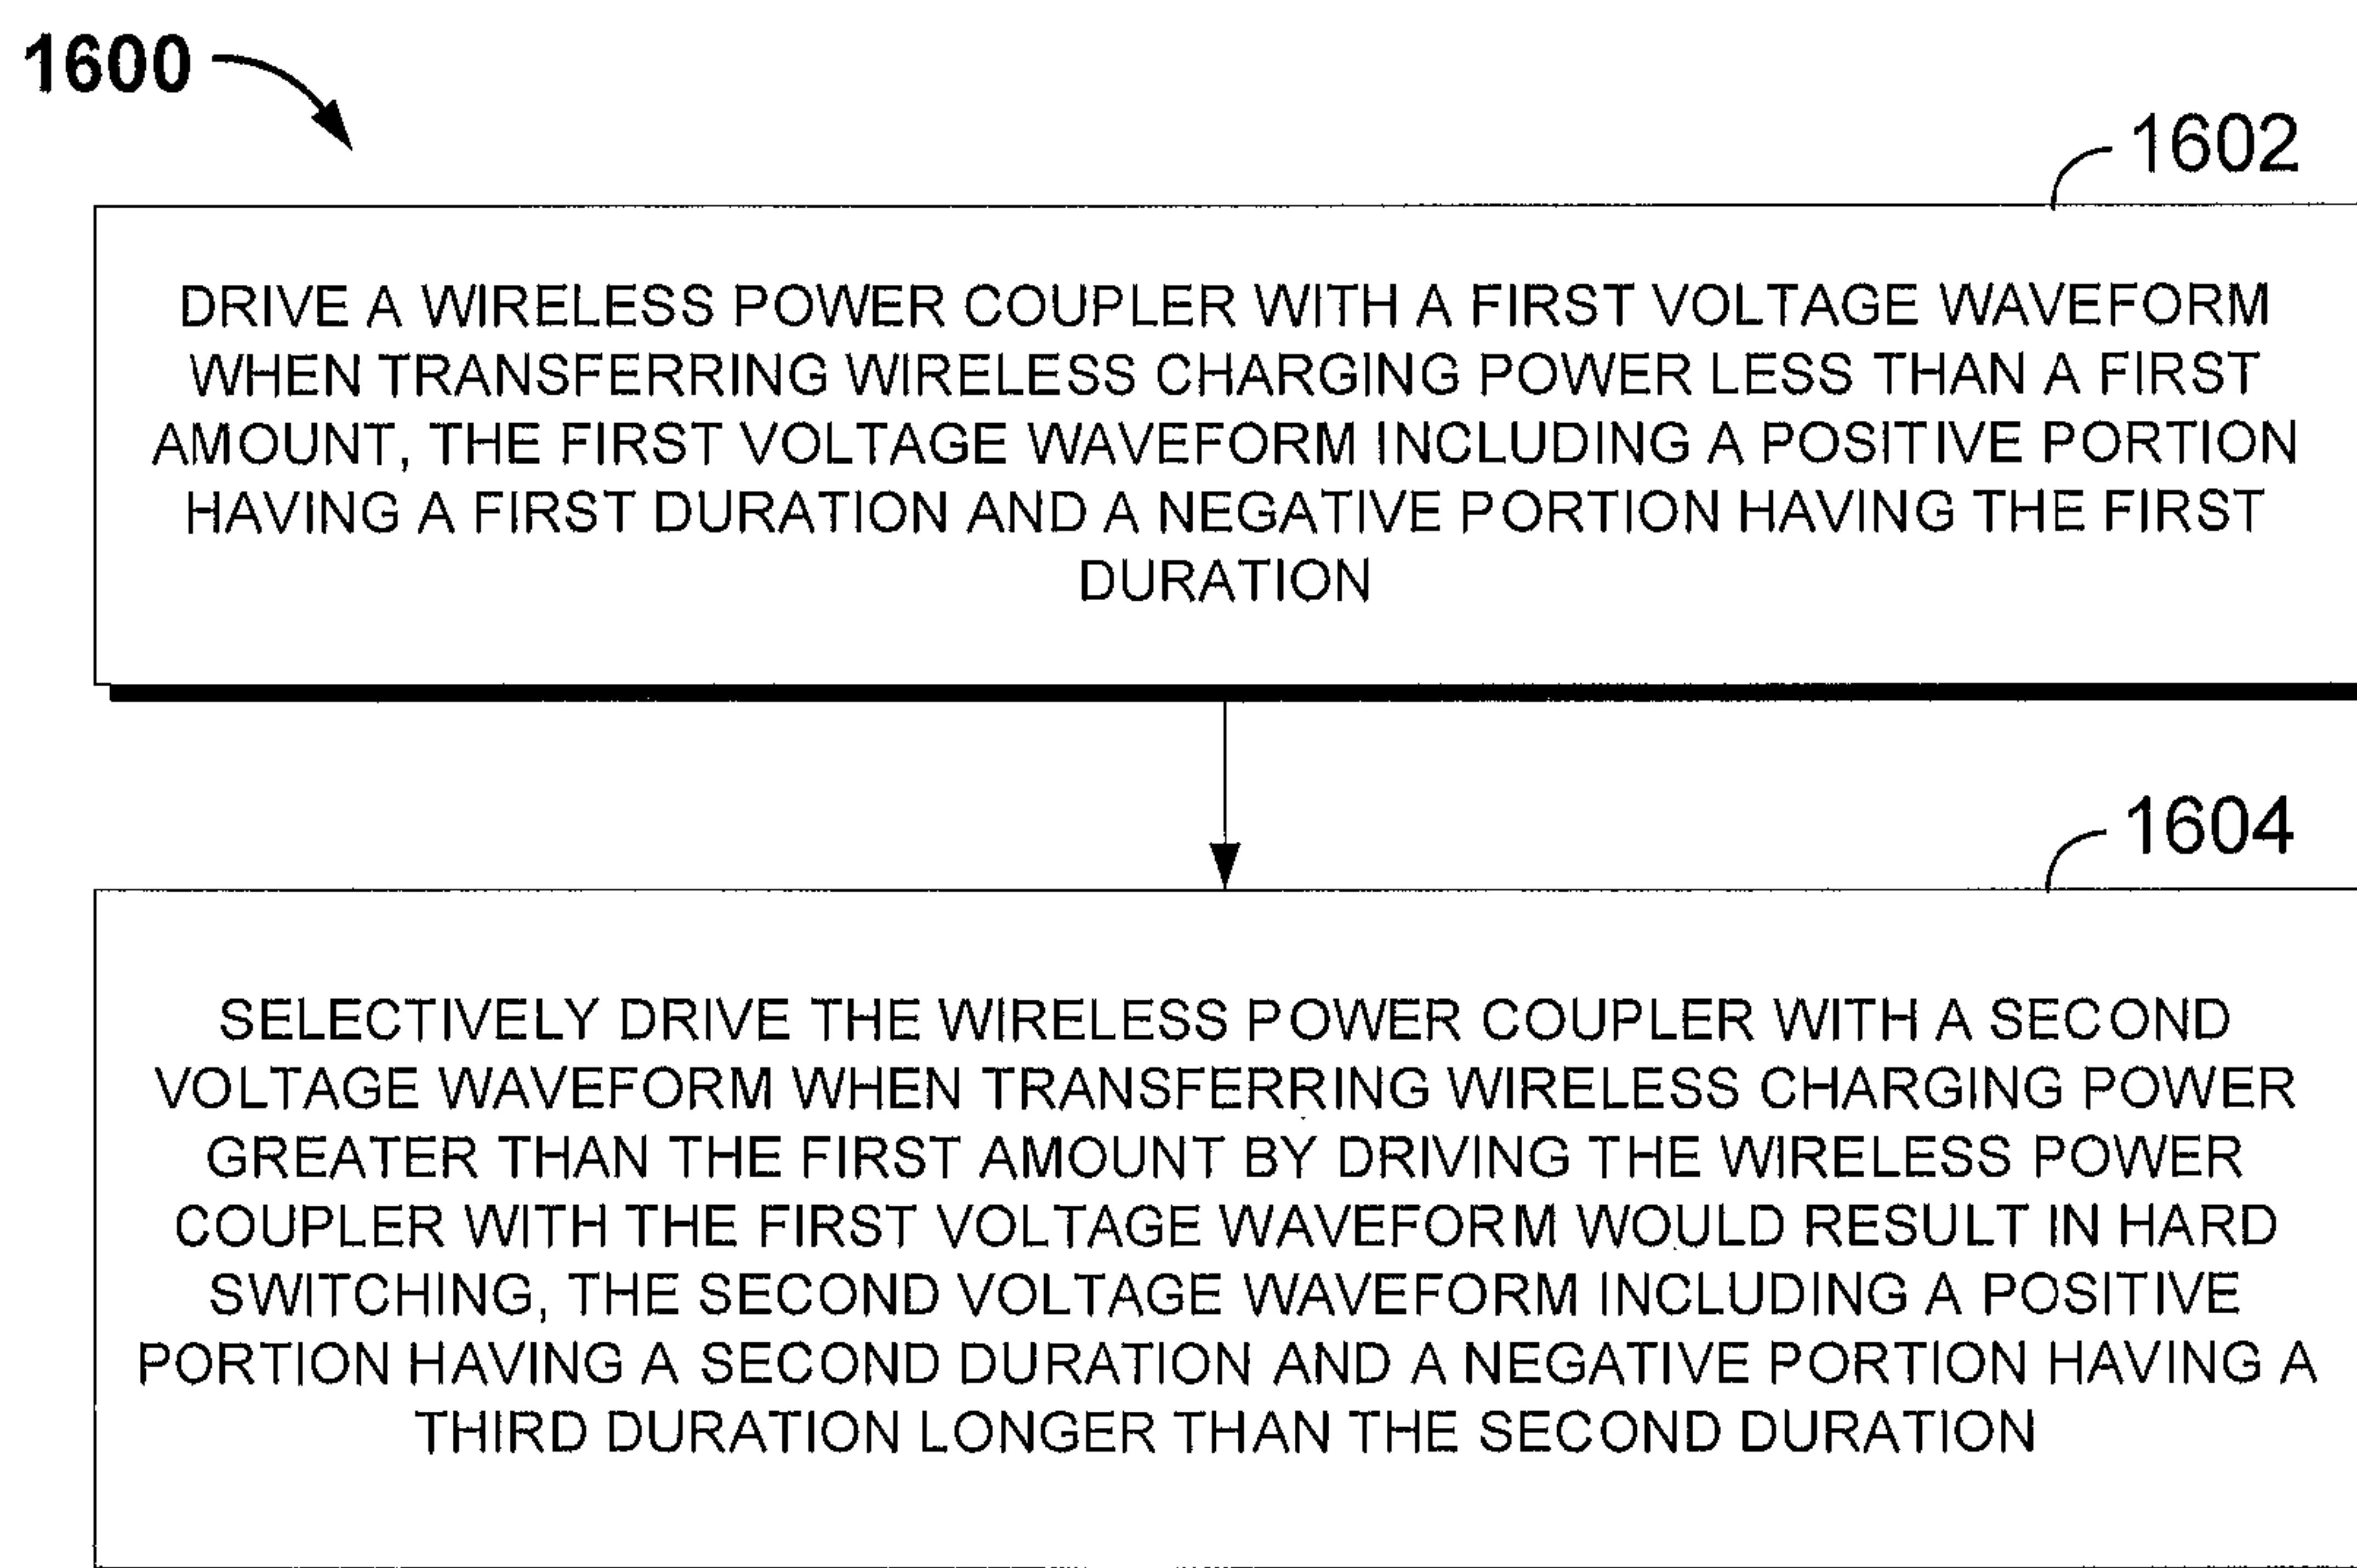 1600
1602
DRIVE A WIRELESS POWER COUPLER WITH A FIRST VOLTAGE WAVEFORM
WHEN TRANSFERRING WIRELESS CHARGING POWER LESS THAN A FIRST
AMOUNT, THE FIRST VOLTAGE WAVEFORM INCLUDING A POSITIVE PORTION
HAVING A FIRST DURATION AND A NEGATIVE PORTION HAVING THE FIRST
DURATION
1604
SELECTIVELY DRIVE THE WIRELESS POWER COUPLER WITH A SECOND
VOLTAGE WAVEFORM WHEN TRANSFERRING WIRELESS CHARGING POWER
GREATER THAN THE FIRST AMOUNT BY DRIVING THE WIRELESS POWER
COUPLER WITH THE FIRST VOLTAGE WAVEFORM WOULD RESULT IN HARD
SWITCHING, THE SECOND VOLTAGE WAVEFORM INCLUDING A POSITIVE
PORTION HAVING A SECOND DURATION AND A NEGATIVE PORTION HAVING A
THIRD DURATION LONGER THAN THE SECOND DURATION